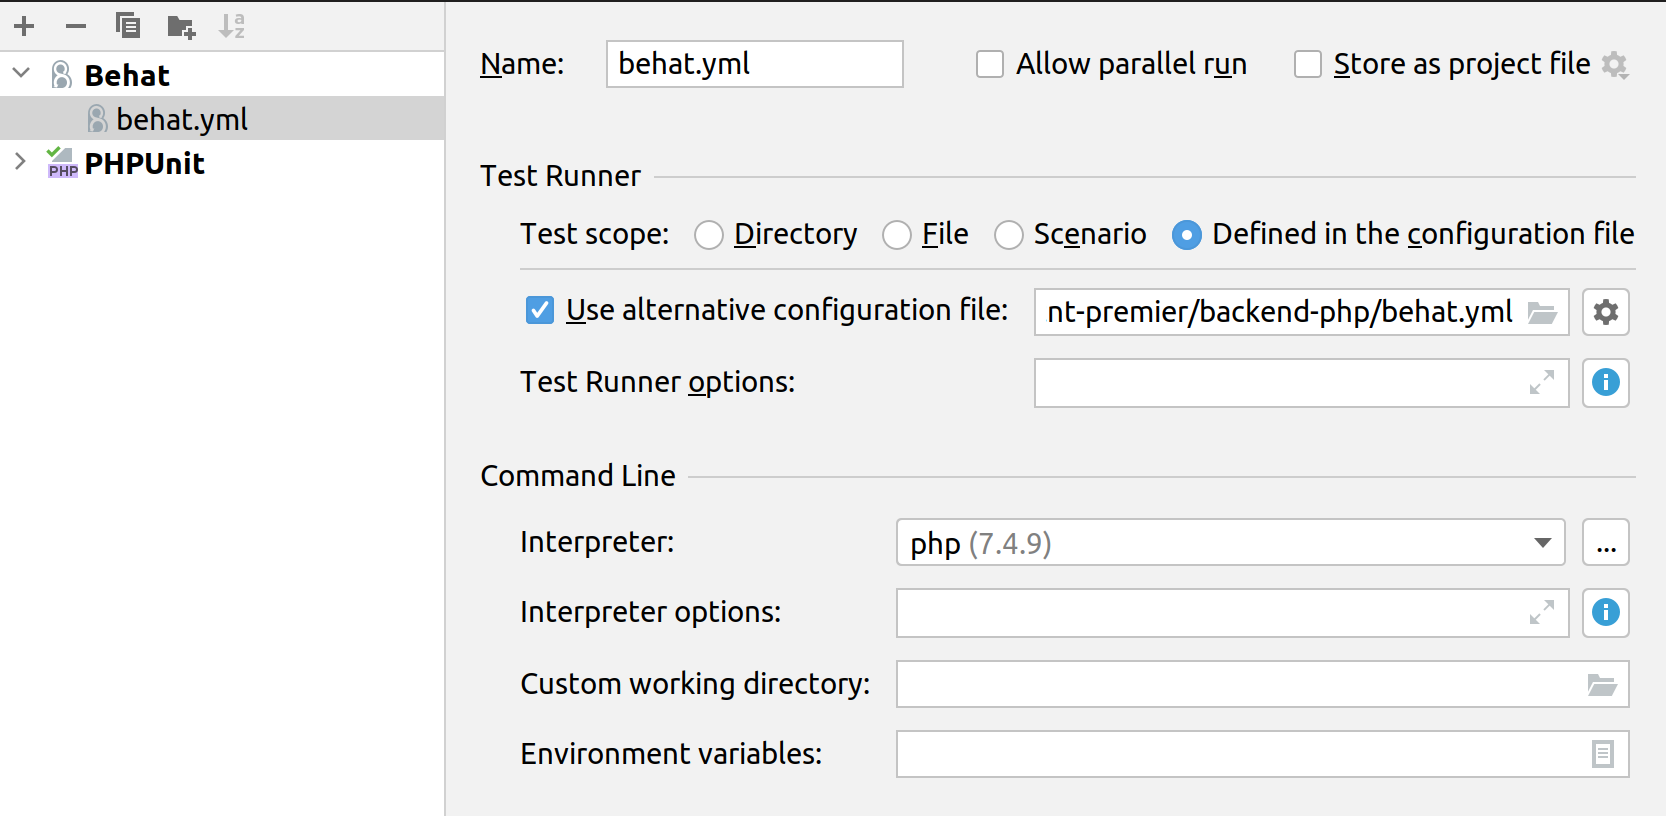 Behat
behat.yml
PHP PHPUnit
Name: behat.yml Allow parallel run Store as project file
Test Runner
Test scope: Directory File Scenario Defined in the configuration file
Use alternative configuration file: nt-premier/backend-php/behat.yml
Test Runner options:
Command Line
Interpreter: php (7.4.9) ...
Interpreter options:
Custom working directory:
Environment variables: